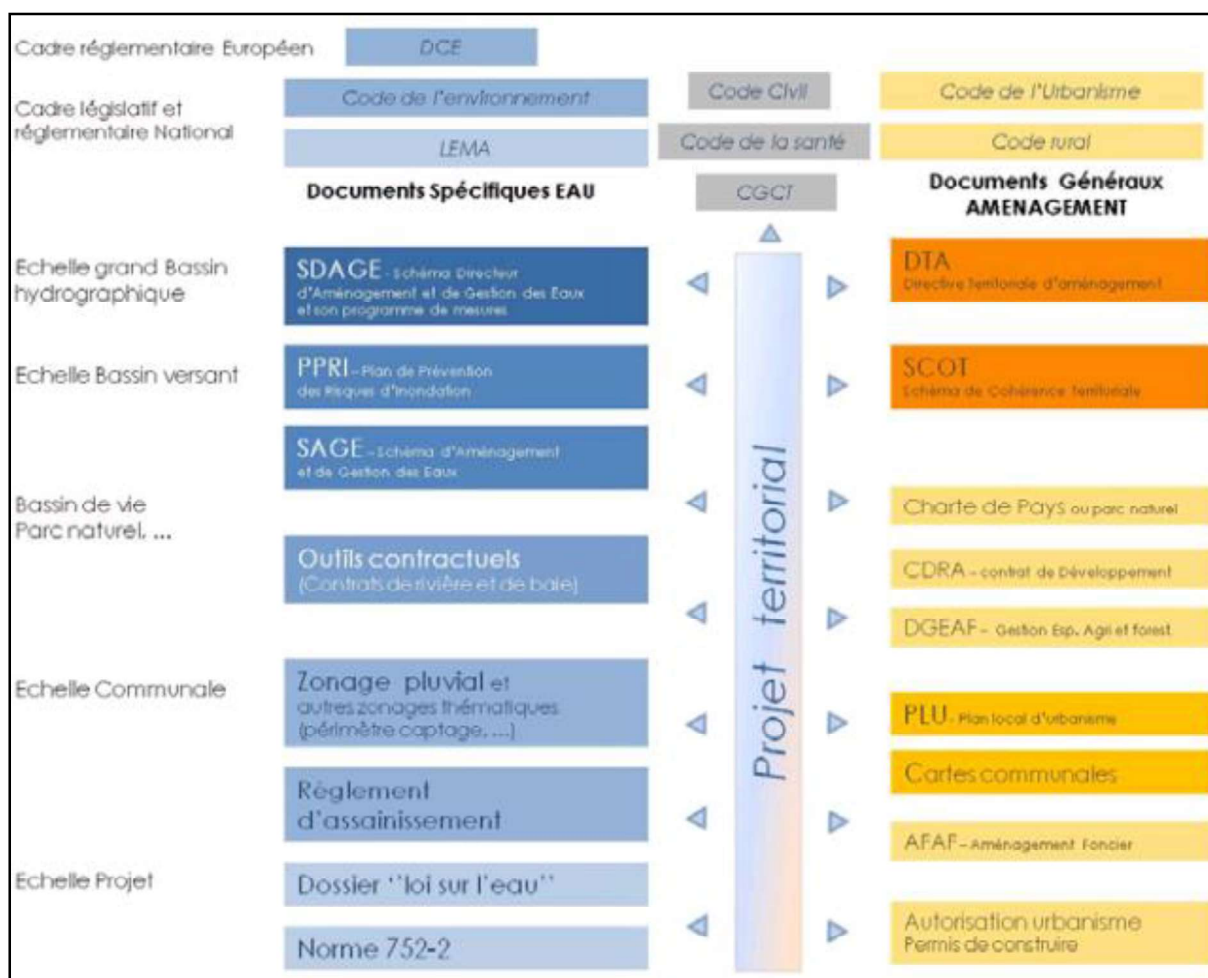 Cadre réglementaire Européen
DCE
Cadre législatif et
réglementaire National
Code de l'environnement
Code Civil
Code de l'Urbanisme
LEMA
Code de la santé
Code rural
Documents Spécifiques EAU
CGCT
Documents Généraux
AMENAGEMENT
Echelle grand Bassin
hydrographique
SDAGE - Schéma Directeur
d'Aménagement et de Gestion des Eaux
et son programme de mesures
DTA
Directive Territoriale d'aménagement
Echelle Bassin versant
PPRI – Plan de Prévention
des Risques d'Inondation
SCOT
Schéma de Cohérence Territoriale
SAGE – Schéma d'Aménagement
et de Gestion des Eaux
Bassin de vie
Parc naturel, ...
Charte de Pays ou parc naturel
Outils contractuels
(Contrats de rivière et de baie)
CDRA – contrat de Développement
DGEAF – Gestion Esp. Agri et forest
Projet territorial
Echelle Communale
Zonage pluvial et
autres zonages thématiques
(périmètre captage, ...)
PLU - Plan local d'urbanisme
Cartes communales
Réglement
d'assainissement
AFAF – Aménagement Foncier
Echelle Projet
Dossier ''loi sur l'eau''
Norme 752-2
Autorisation urbanisme
Permis de construire